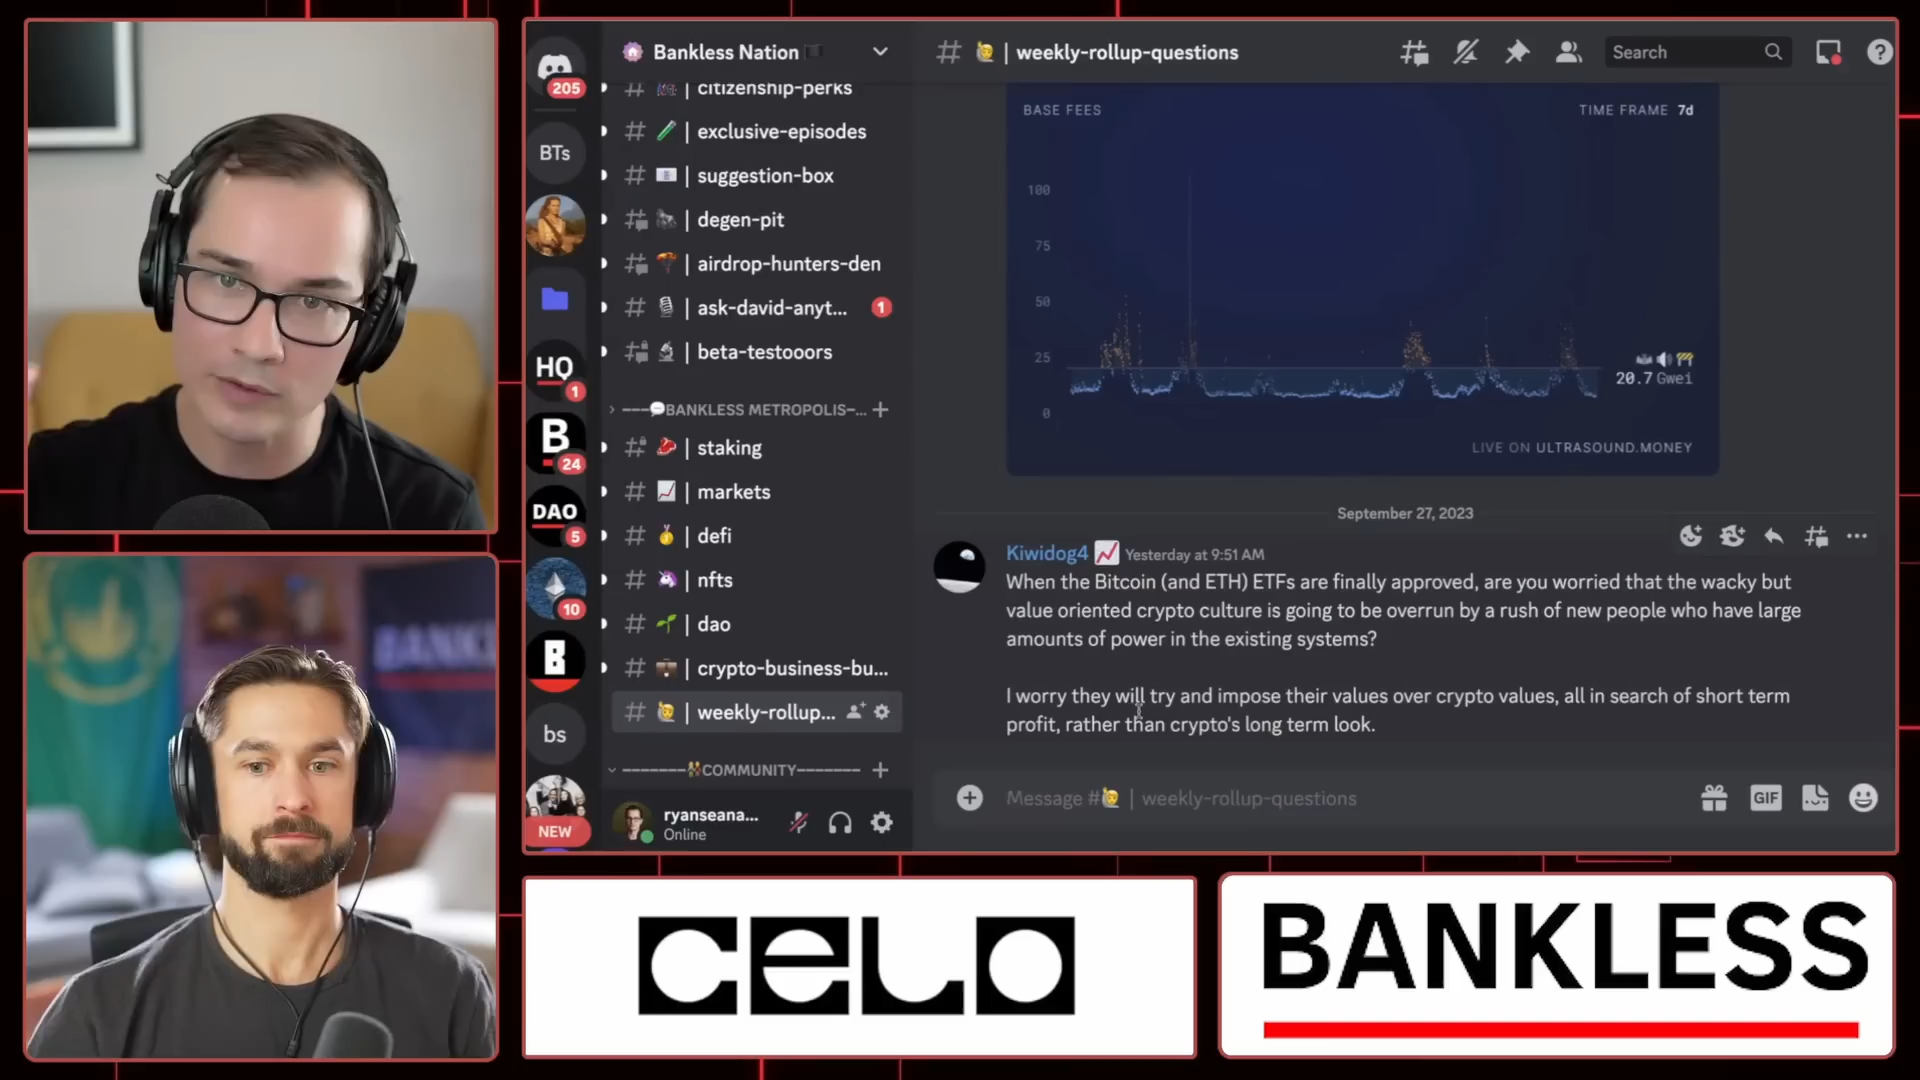 205
BTs
HQ
1
B
24
DAO
5
10
B
bs
NEW
Bankless Nation
# | citizenship-perks
# | exclusive-episodes
# | suggestion-box
| degen-pit
| airdrop-hunters-den
# | ask-david-anyt... 1
| beta-testooors
---BANKLESS METROPOLIS-... +
| staking
# | markets
# | defi
# | nfts
# | dao
# | crypto-business-bu...
# | weekly-rollup...
-------COMMUNITY------- +
ryanseana...
Online
# | weekly-rollup-questions
Search
BASE FEES
TIME FRAME 7d
100
75
50
25
0
20.7 Gwei
LIVE ON ULTRASOUND.MONEY
September 27, 2023
Kiwidog4 Yesterday at 9:51 AM
When the Bitcoin (and ETH) ETFs are finally approved, are you worried that the wacky but
value oriented crypto culture is going to be overrun by a rush of new people who have large
amounts of power in the existing systems?
I worry they will try and impose their values over crypto values, all in search of short term
profit, rather than crypto's long term look.
Message # | weekly-rollup-questions
GIF
BANKL
CELO
BANKLESS